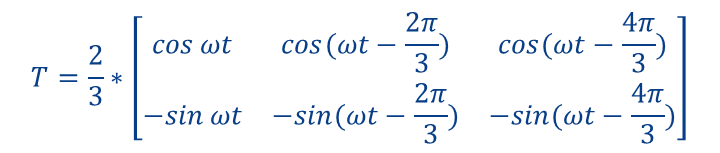 T = 2/3 * [ cos ωt   cos(ωt − 2π/3)   cos(ωt − 4π/3)
−sin ωt   −sin(ωt − 2π/3)   −sin(ωt − 4π/3) ]